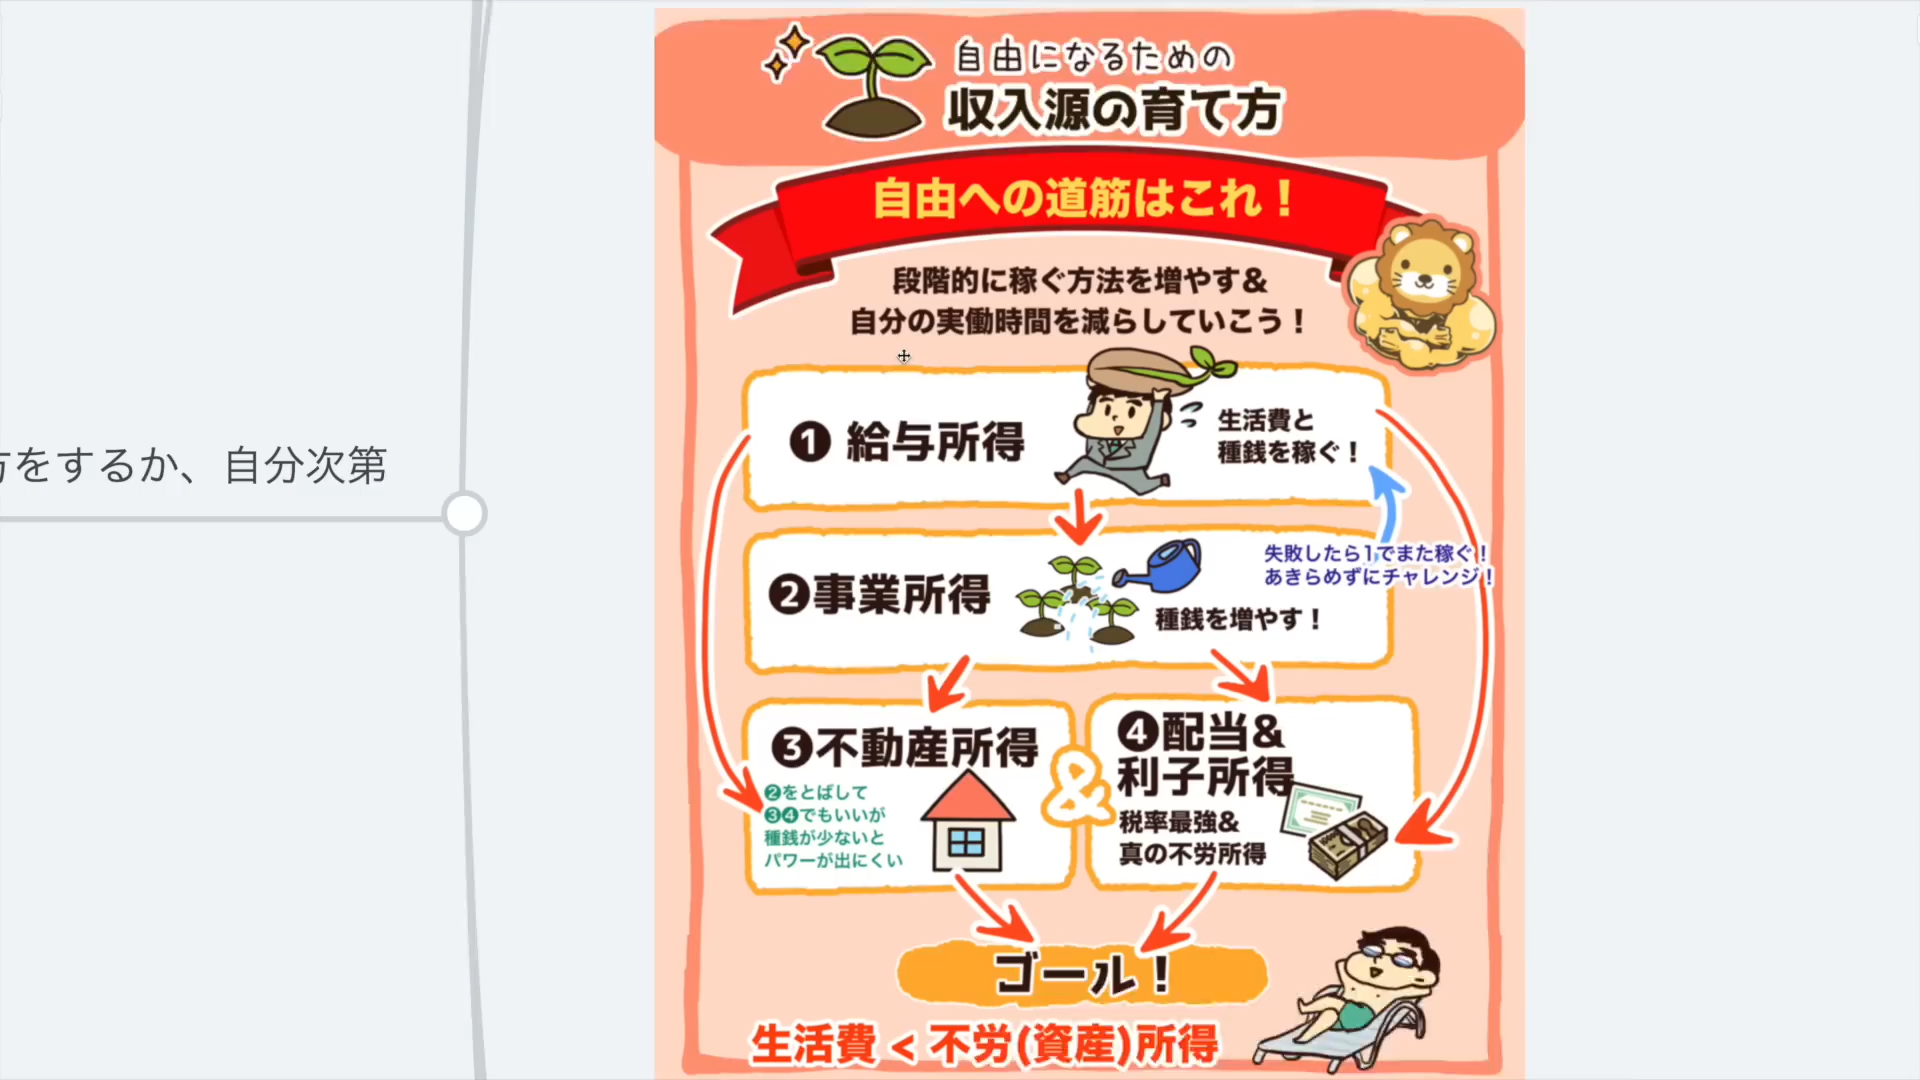 自由になるための
収入源の育て方
自由への道筋はこれ！
段階的に稼ぐ方法を増やす&
自分の実働時間を減らしていこう！
❶ 給与所得
生活費と
種銭を稼ぐ！
方をするか、自分次第
❷事業所得
失敗したら1でまた稼ぐ！
あきらめずにチャレンジ！
種銭を増やす！
❸不動産所得
❷をとばして
❸❹でもいいが
種銭が少ないと
パワーが出にくい
&
❹配当&
利子所得
税率最強&
真の不労所得
ゴール！
生活費 < 不労(資産)所得